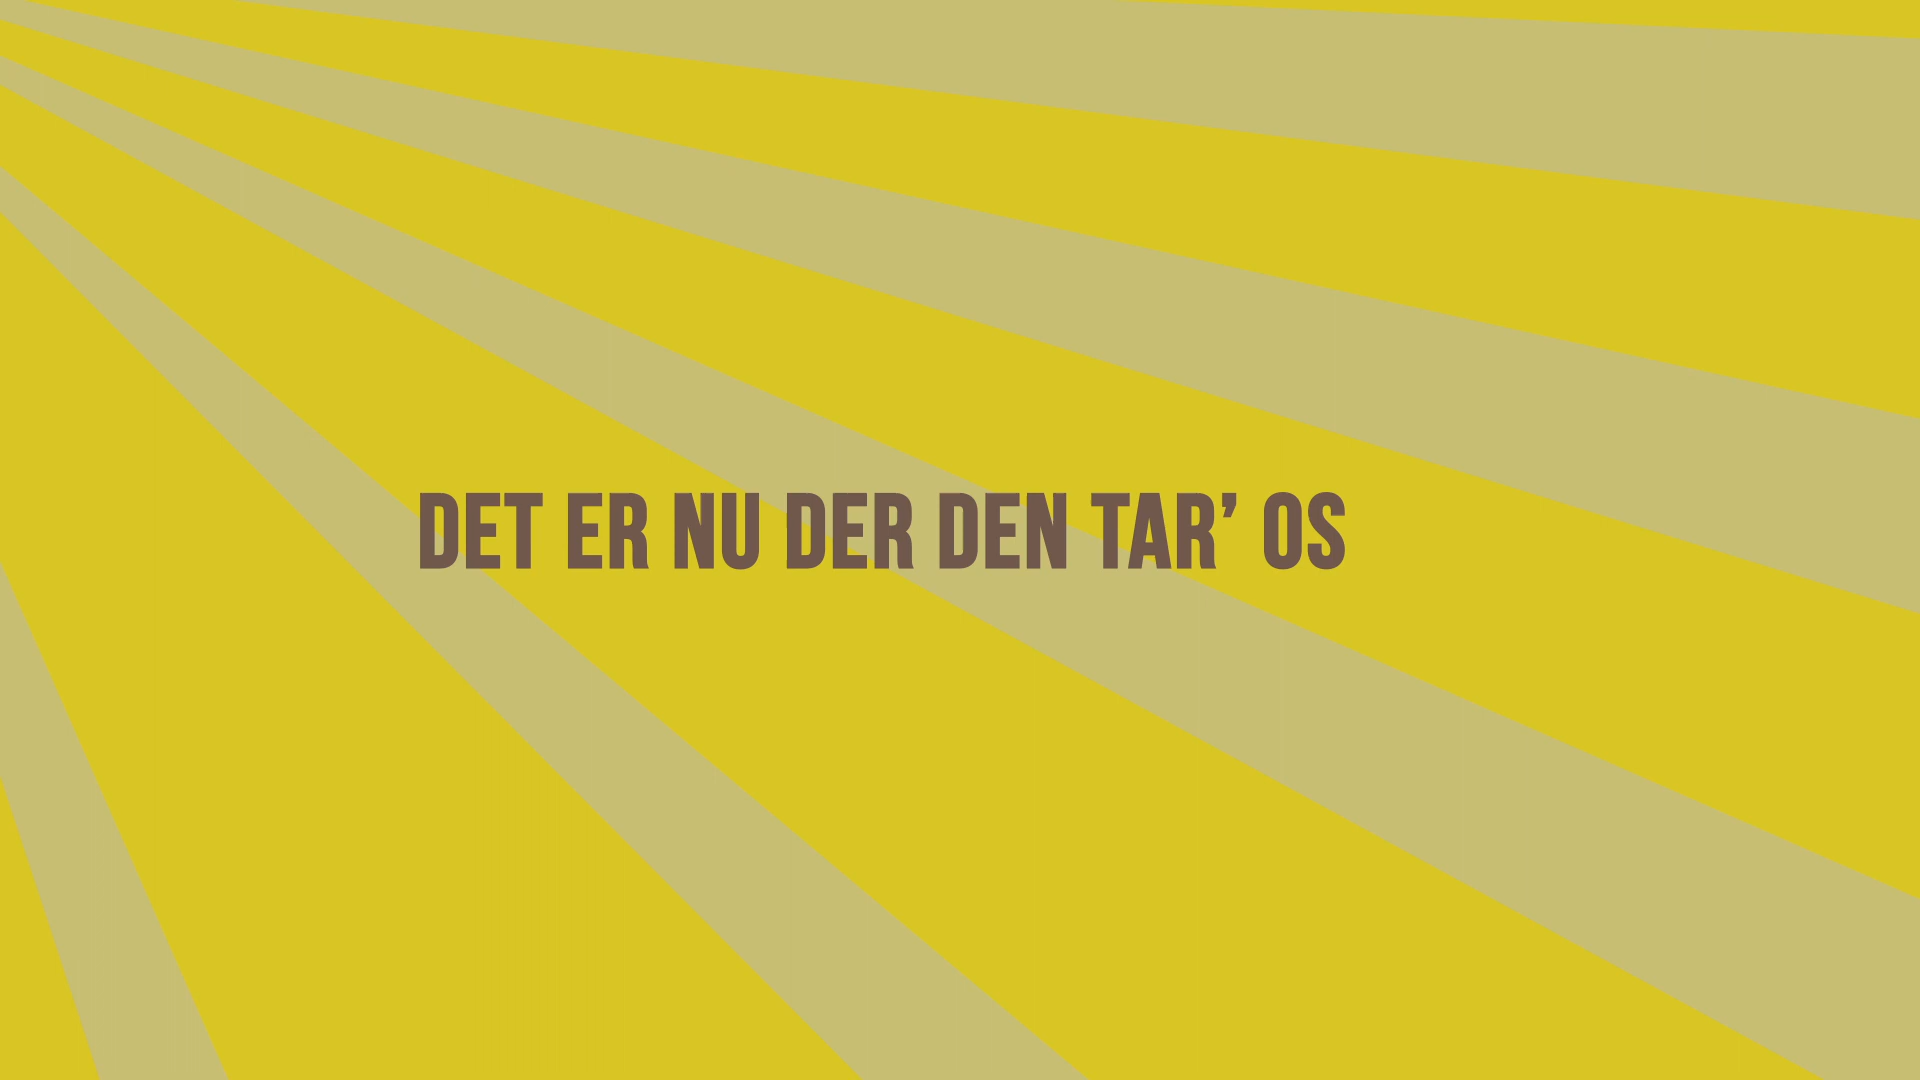 DET ER NU DER DEN TAR’ OS